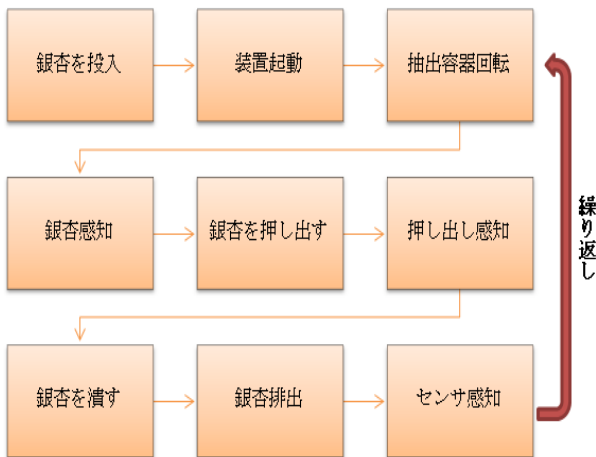 銀杏を投入
装置起動
抽出容器回転
銀杏感知
銀杏を押し出す
押し出し感知
銀杏を潰す
銀杏排出
センサ感知
繰り返し